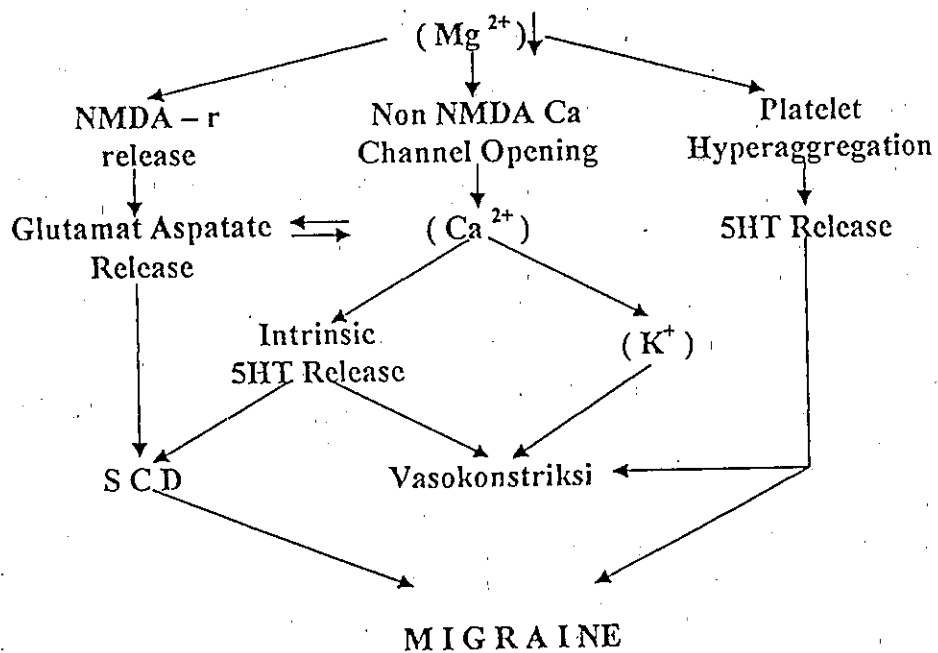 (Mg 2+)
NMDA – r
release
Non NMDA Ca
Channel Opening
Platelet
Hyperaggregation
Glutamat Aspatate
Release
(Ca 2+)
5HT Release
Intrinsic
5HT Release
(K+)
S C D
Vasokonstriksi
M I G R A I N E